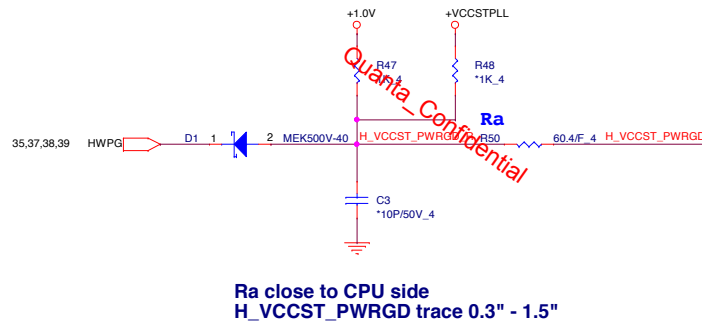 +1.0V
+VCCSTPLL
R47
1K_4
R48
*1K_4
Quanta_Confidential
Ra
35,37,38,39 HWPG D1 1 2 MEK500V-40 H_VCCST_PWRGD R50 60.4/F_4 H_VCCST_PWRGD
C3
*10P/50V_4
Ra close to CPU side
H_VCCST_PWRGD trace 0.3" - 1.5"